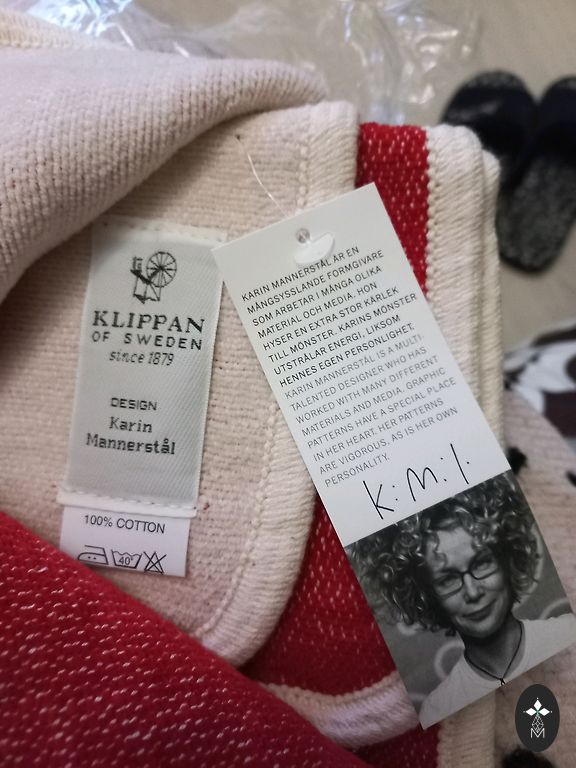 KLIPPAN
OF SWEDEN
since 1879
DESIGN
Karin
Mannerstål
100% COTTON
40°
KARIN MANNERSTÅL ÄR EN
MÅNGSYSSLANDE FORMGIVARE
SOM ARBETAR I MÅNGA OLIKA
MATERIAL OCH MEDIA. HON
HYSER EN EXTRA STOR KÄRLEK
TILL MÖNSTER. KARINS MÖNSTER
UTSTRÅLAR ENERGI, LIKSOM
HENNES EGEN PERSONLIGHET.
KARIN MANNERSTÅL IS A MULTI-
TALENTED DESIGNER WHO HAS
WORKED WITH MANY DIFFERENT
MATERIALS AND MEDIA. GRAPHIC
PATTERNS HAVE A SPECIAL PLACE
IN HER HEART. HER PATTERNS
ARE VIGOROUS, AS IS HER OWN
PERSONALITY.
K:M:l.
M